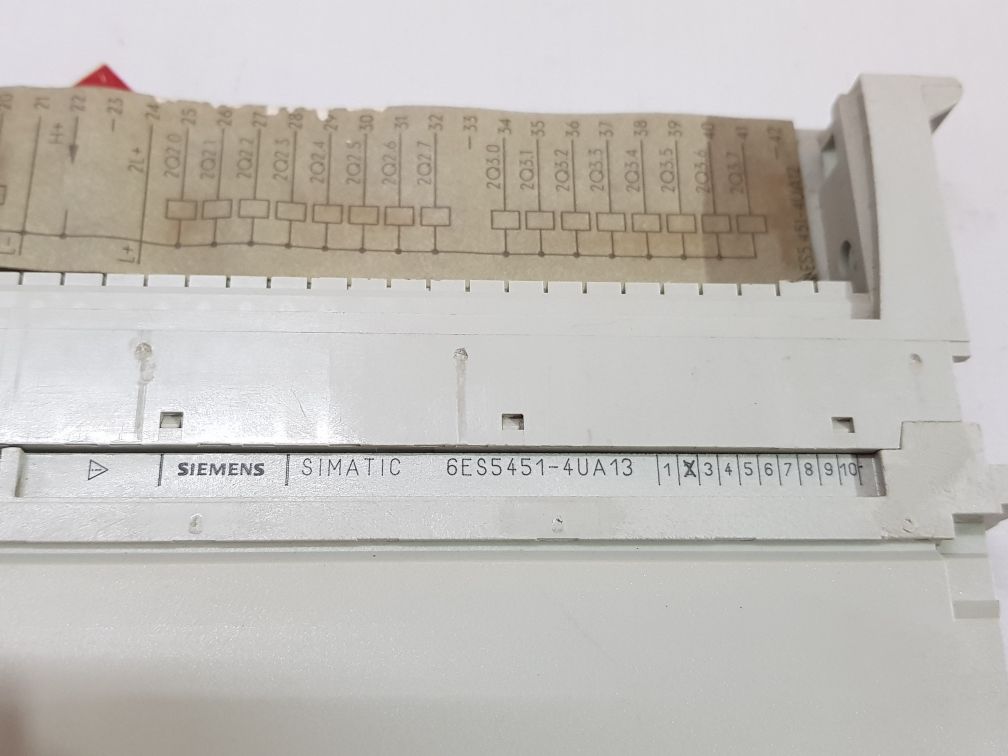 20 21 22 -23 24 25 26 27 28 29 30 31 32 -33 34 35 36 37 38 39 40 41 -42
H+ 2L+ 2Q2.0 2Q2.1 2Q2.2 2Q2.3 2Q2.4 2Q2.5 2Q2.6 2Q2.7 2Q3.0 2Q3.1 2Q3.2 2Q3.3 2Q3.4 2Q3.5 2Q3.6 2Q3.7
L- L+
6ES5 451-4UA12
SIEMENS SIMATIC 6ES5451-4UA13 1 X 3 4 5 6 7 8 9 10